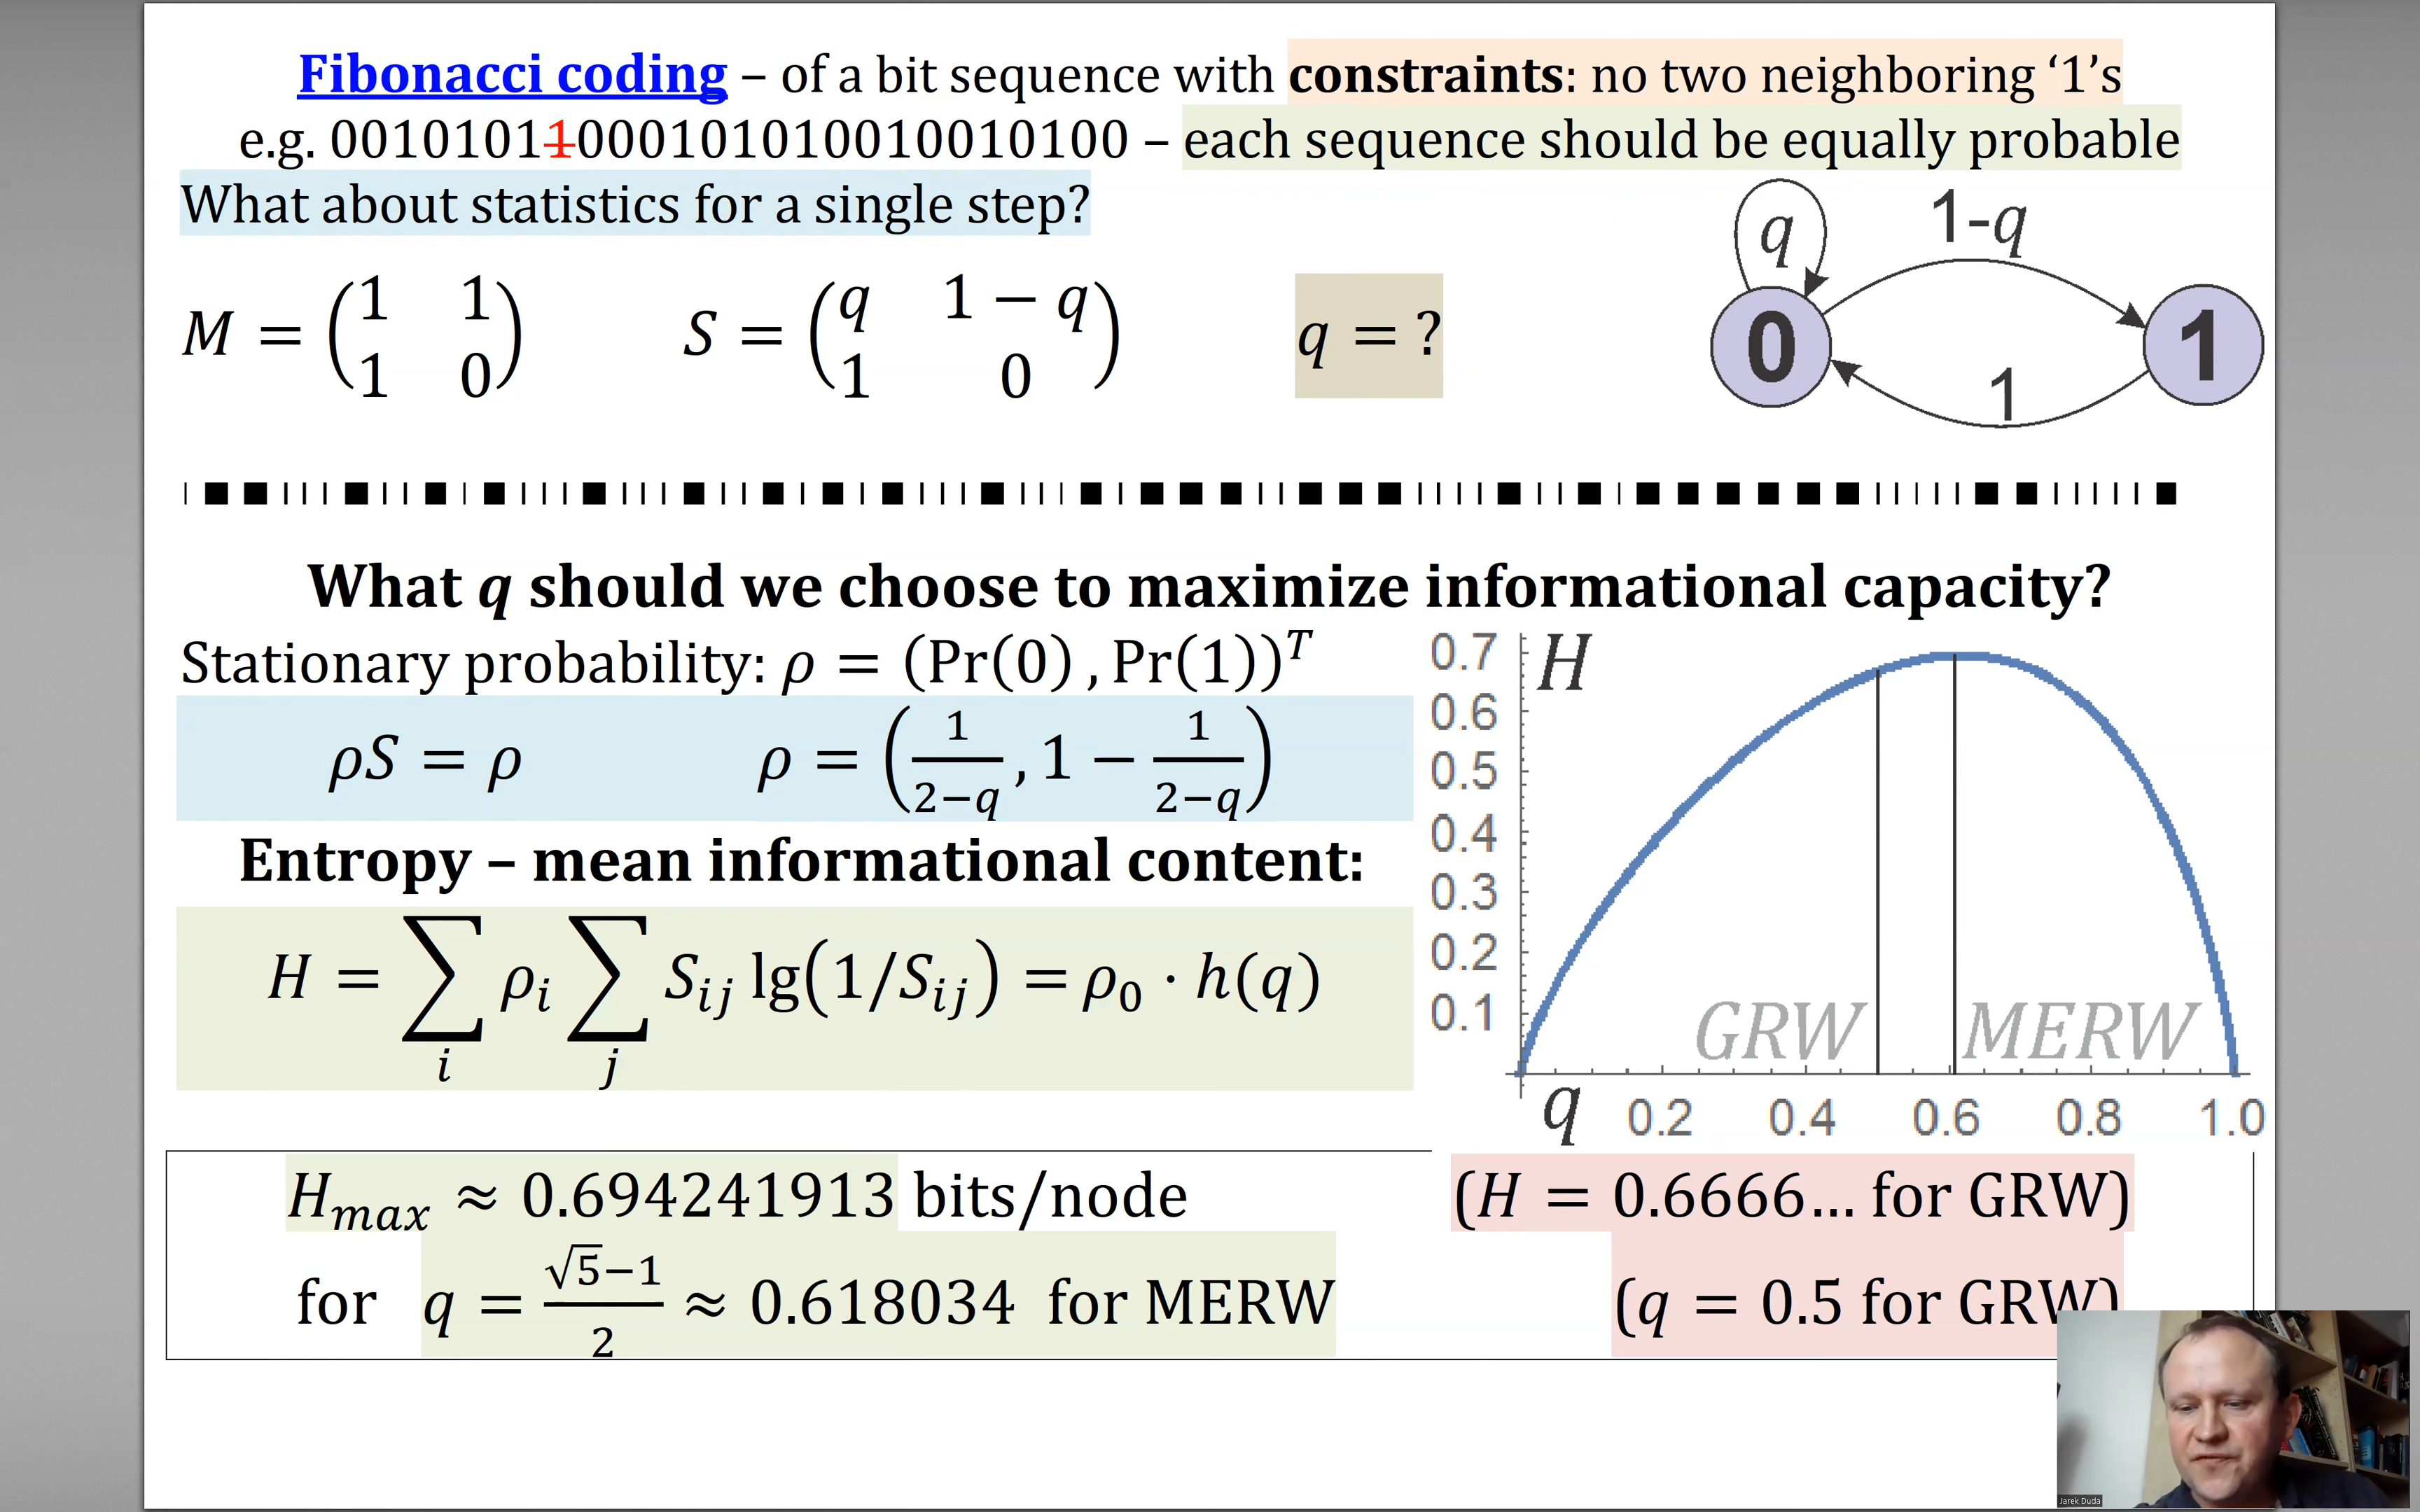 Fibonacci coding – of a bit sequence with constraints: no two neighboring ‘1’s
e.g. 00101011000101010010010100 – each sequence should be equally probable
What about statistics for a single step?
M = (1 1; 1 0) S = (q 1 − q; 1 0) q = ?
q 1-q
0 1
1
What q should we choose to maximize informational capacity?
Stationary probability: ρ = (Pr(0) , Pr(1))^T
ρS = ρ ρ = (1/(2−q), 1 − 1/(2−q))
Entropy – mean informational content:
H = ∑_i ρ_i ∑_j S_ij lg(1/S_ij) = ρ_0 · h(q)
H
0.7
0.6
0.5
0.4
0.3
0.2
0.1
GRW MERW
q 0.2 0.4 0.6 0.8 1.0
H_max ≈ 0.694241913 bits/node (H = 0.6666... for GRW)
for q = (√5−1)/2 ≈ 0.618034 for MERW (q = 0.5 for GRW)
Jarek Duda